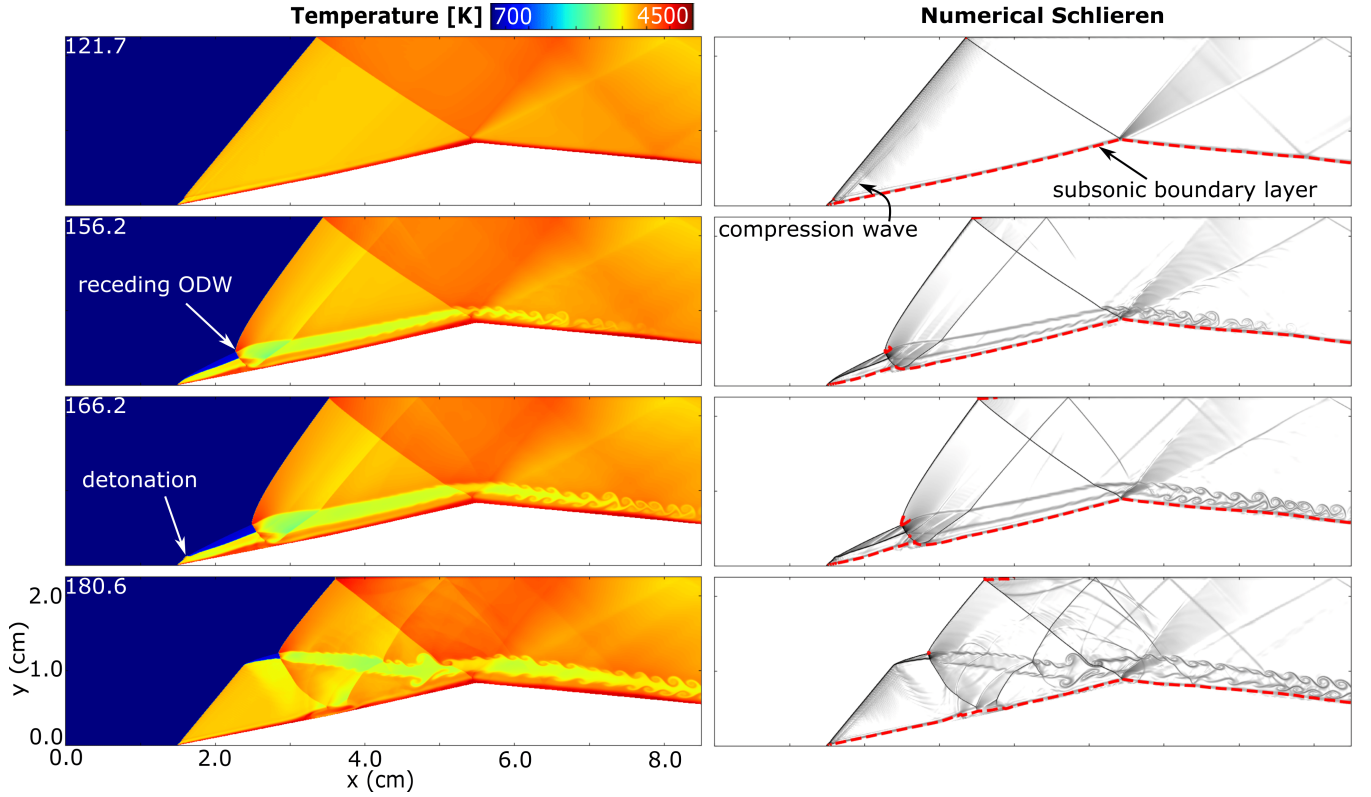 Temperature [K] 700 4500
Numerical Schlieren
121.7
subsonic boundary layer
compression wave
156.2
receding ODW
166.2
detonation
180.6
2.0
1.0
0.0
y (cm)
0.0 2.0 4.0 6.0 8.0
x (cm)